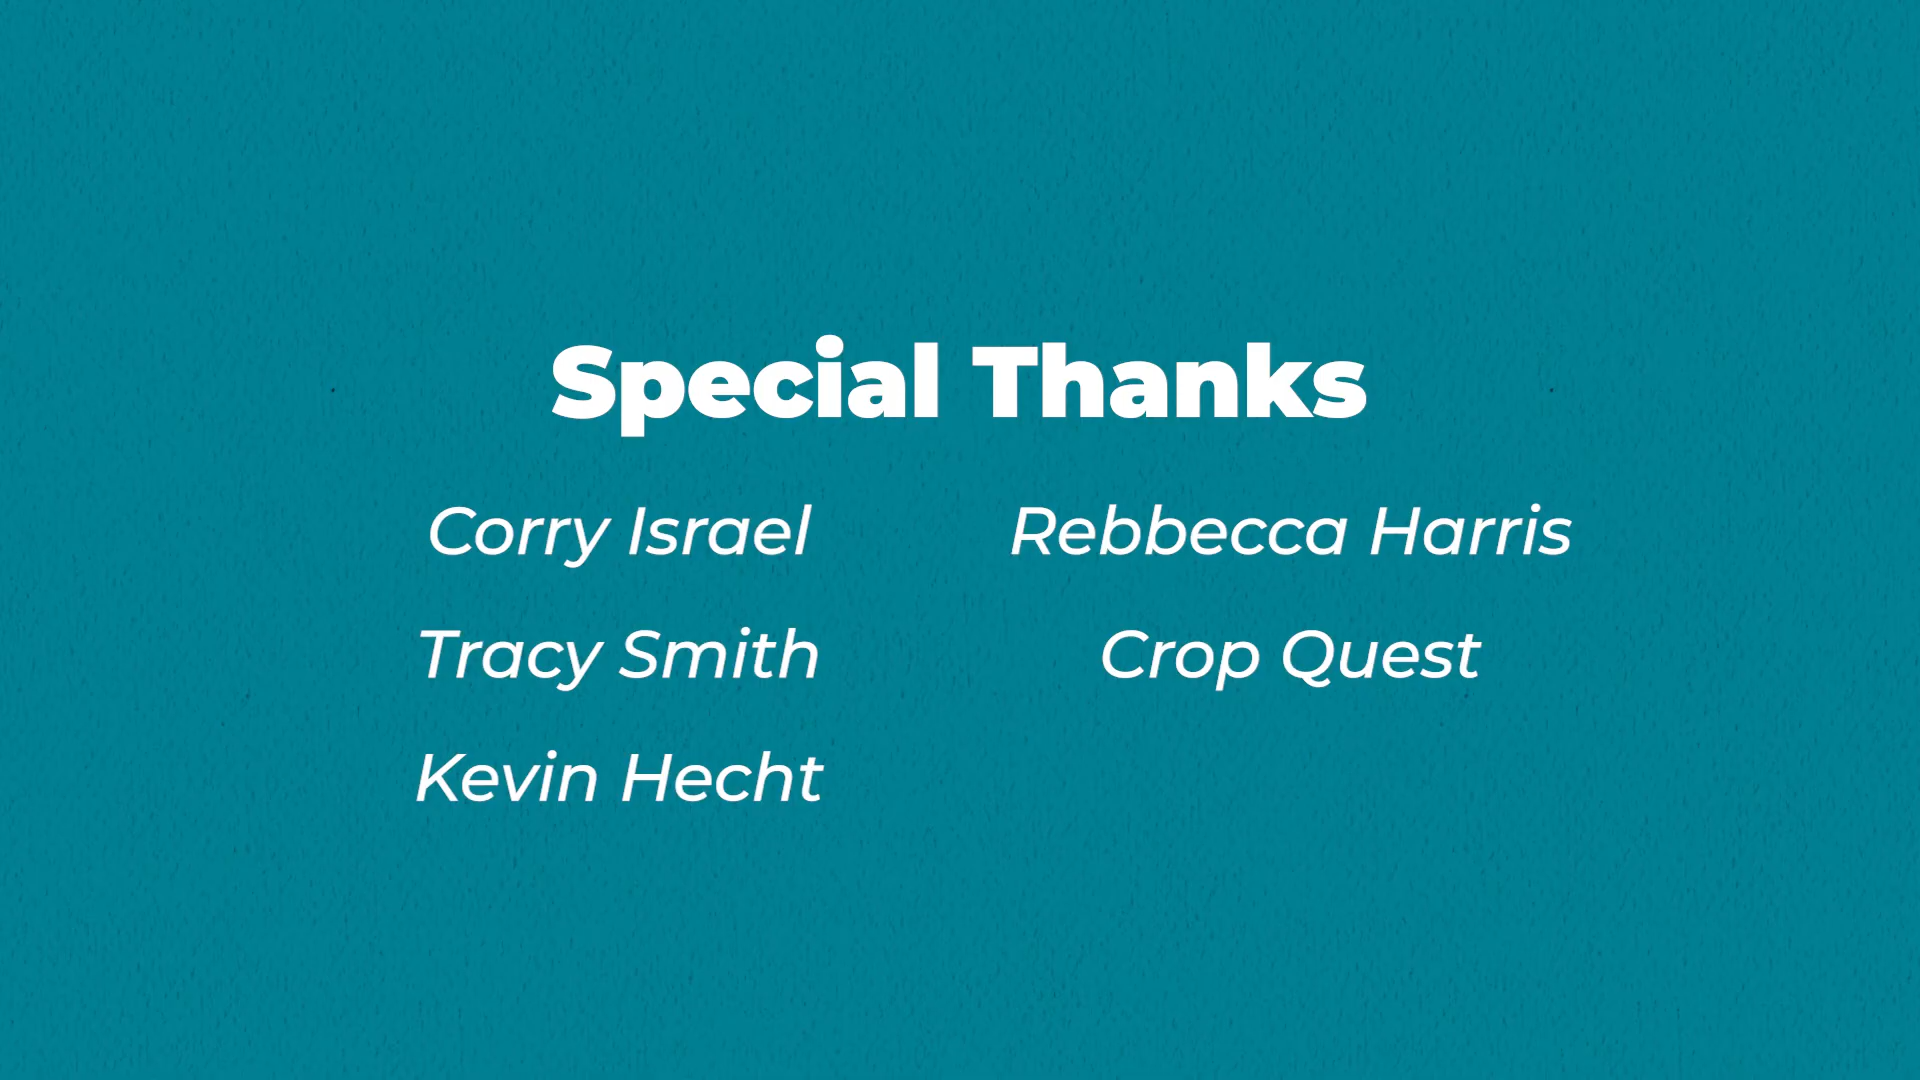 Special Thanks
Corry Israel
Rebbecca Harris
Tracy Smith
Crop Quest
Kevin Hecht